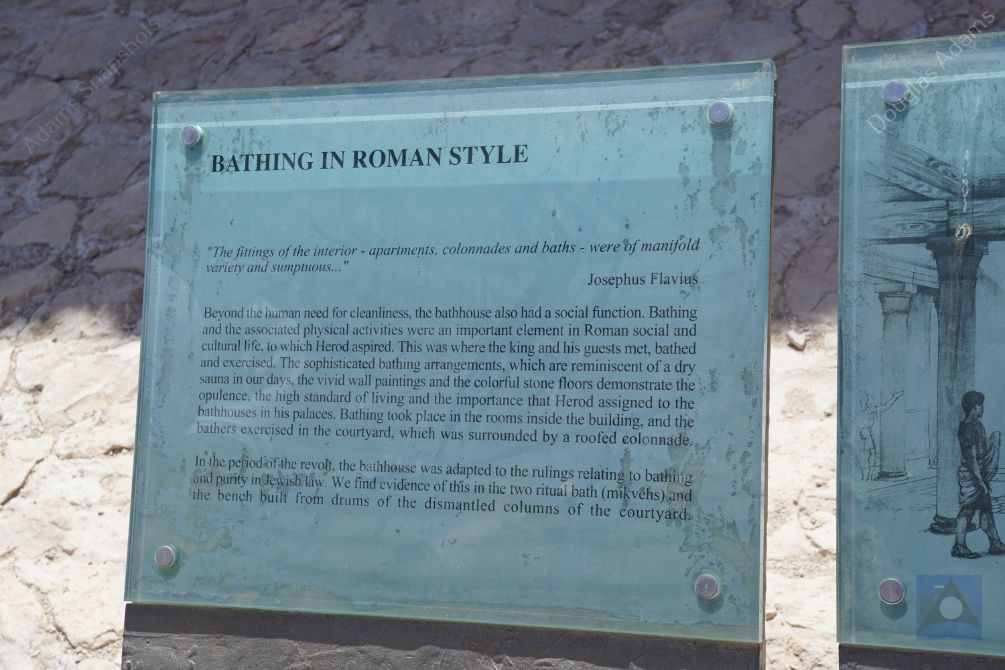 Adams Snapshots
Douglas Adams
BATHING IN ROMAN STYLE
"The fittings of the interior - apartments, colonnades and baths - were of manifold
variety and sumptuous..."
Josephus Flavius
Beyond the human need for cleanliness, the bathhouse also had a social function. Bathing
and the associated physical activities were an important element in Roman social and
cultural life, to which Herod aspired. This was where the king and his guests met, bathed
and exercised. The sophisticated bathing arrangements, which are reminiscent of a dry
sauna in our days, the vivid wall paintings and the colorful stone floors demonstrate the
opulence, the high standard of living and the importance that Herod assigned to the
bathhouses in his palaces. Bathing took place in the rooms inside the building, and the
bathers exercised in the courtyard, which was surrounded by a roofed colonnade.
In the period of the revolt, the bathhouse was adapted to the rulings relating to bathing
and purity in Jewish law. We find evidence of this in the two ritual bath (mikvehs) and
the bench built from drums of the dismantled columns of the courtyard.